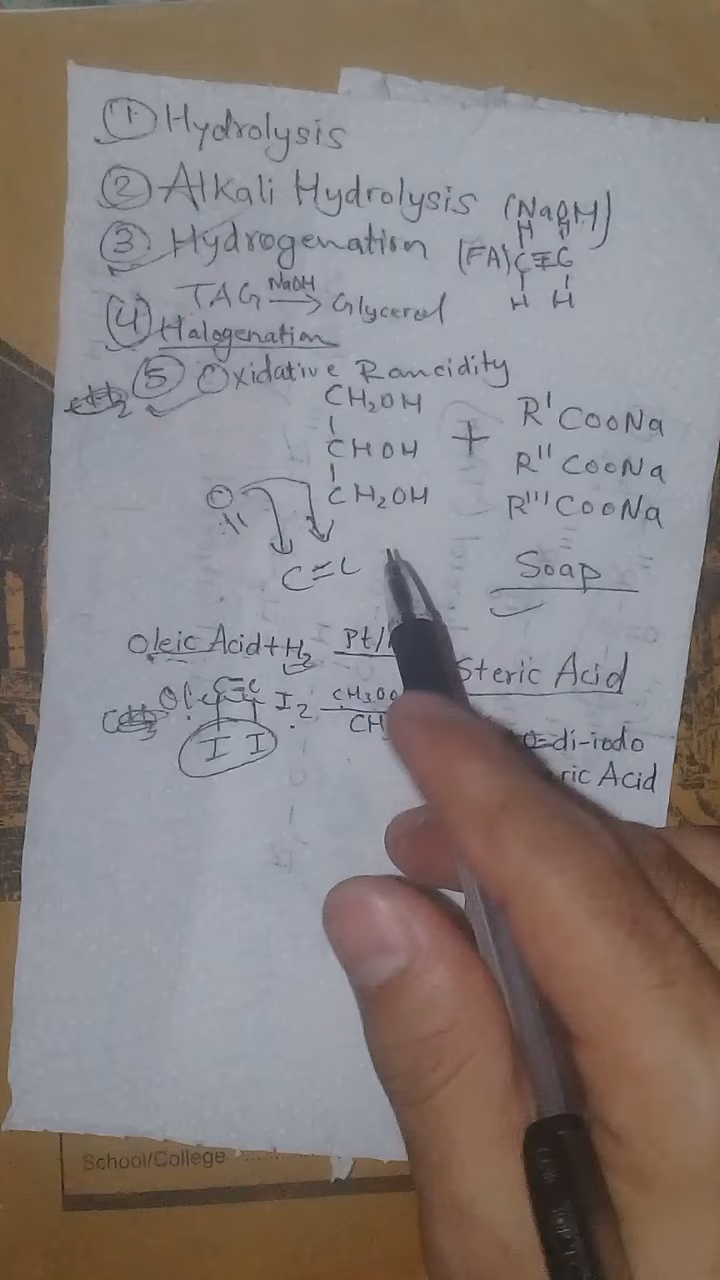 ① Hydrolysis
② Alkali Hydrolysis (NaOH)
③ Hydrogenation (FA)
H H
C=C
H H
TAG NaOH → Glycerol
④ Halogenation
⑤ Oxidative Rancidity
CH₂OH
CHOH
CH₂OH
+
R' COONa
R'' COONa
R''' COONa
O
C=C
Soap
Oleic Acid + H₂ Pt/
Steric Acid
C=C I₂
I I
CH
di-iodo
ric Acid
School/College